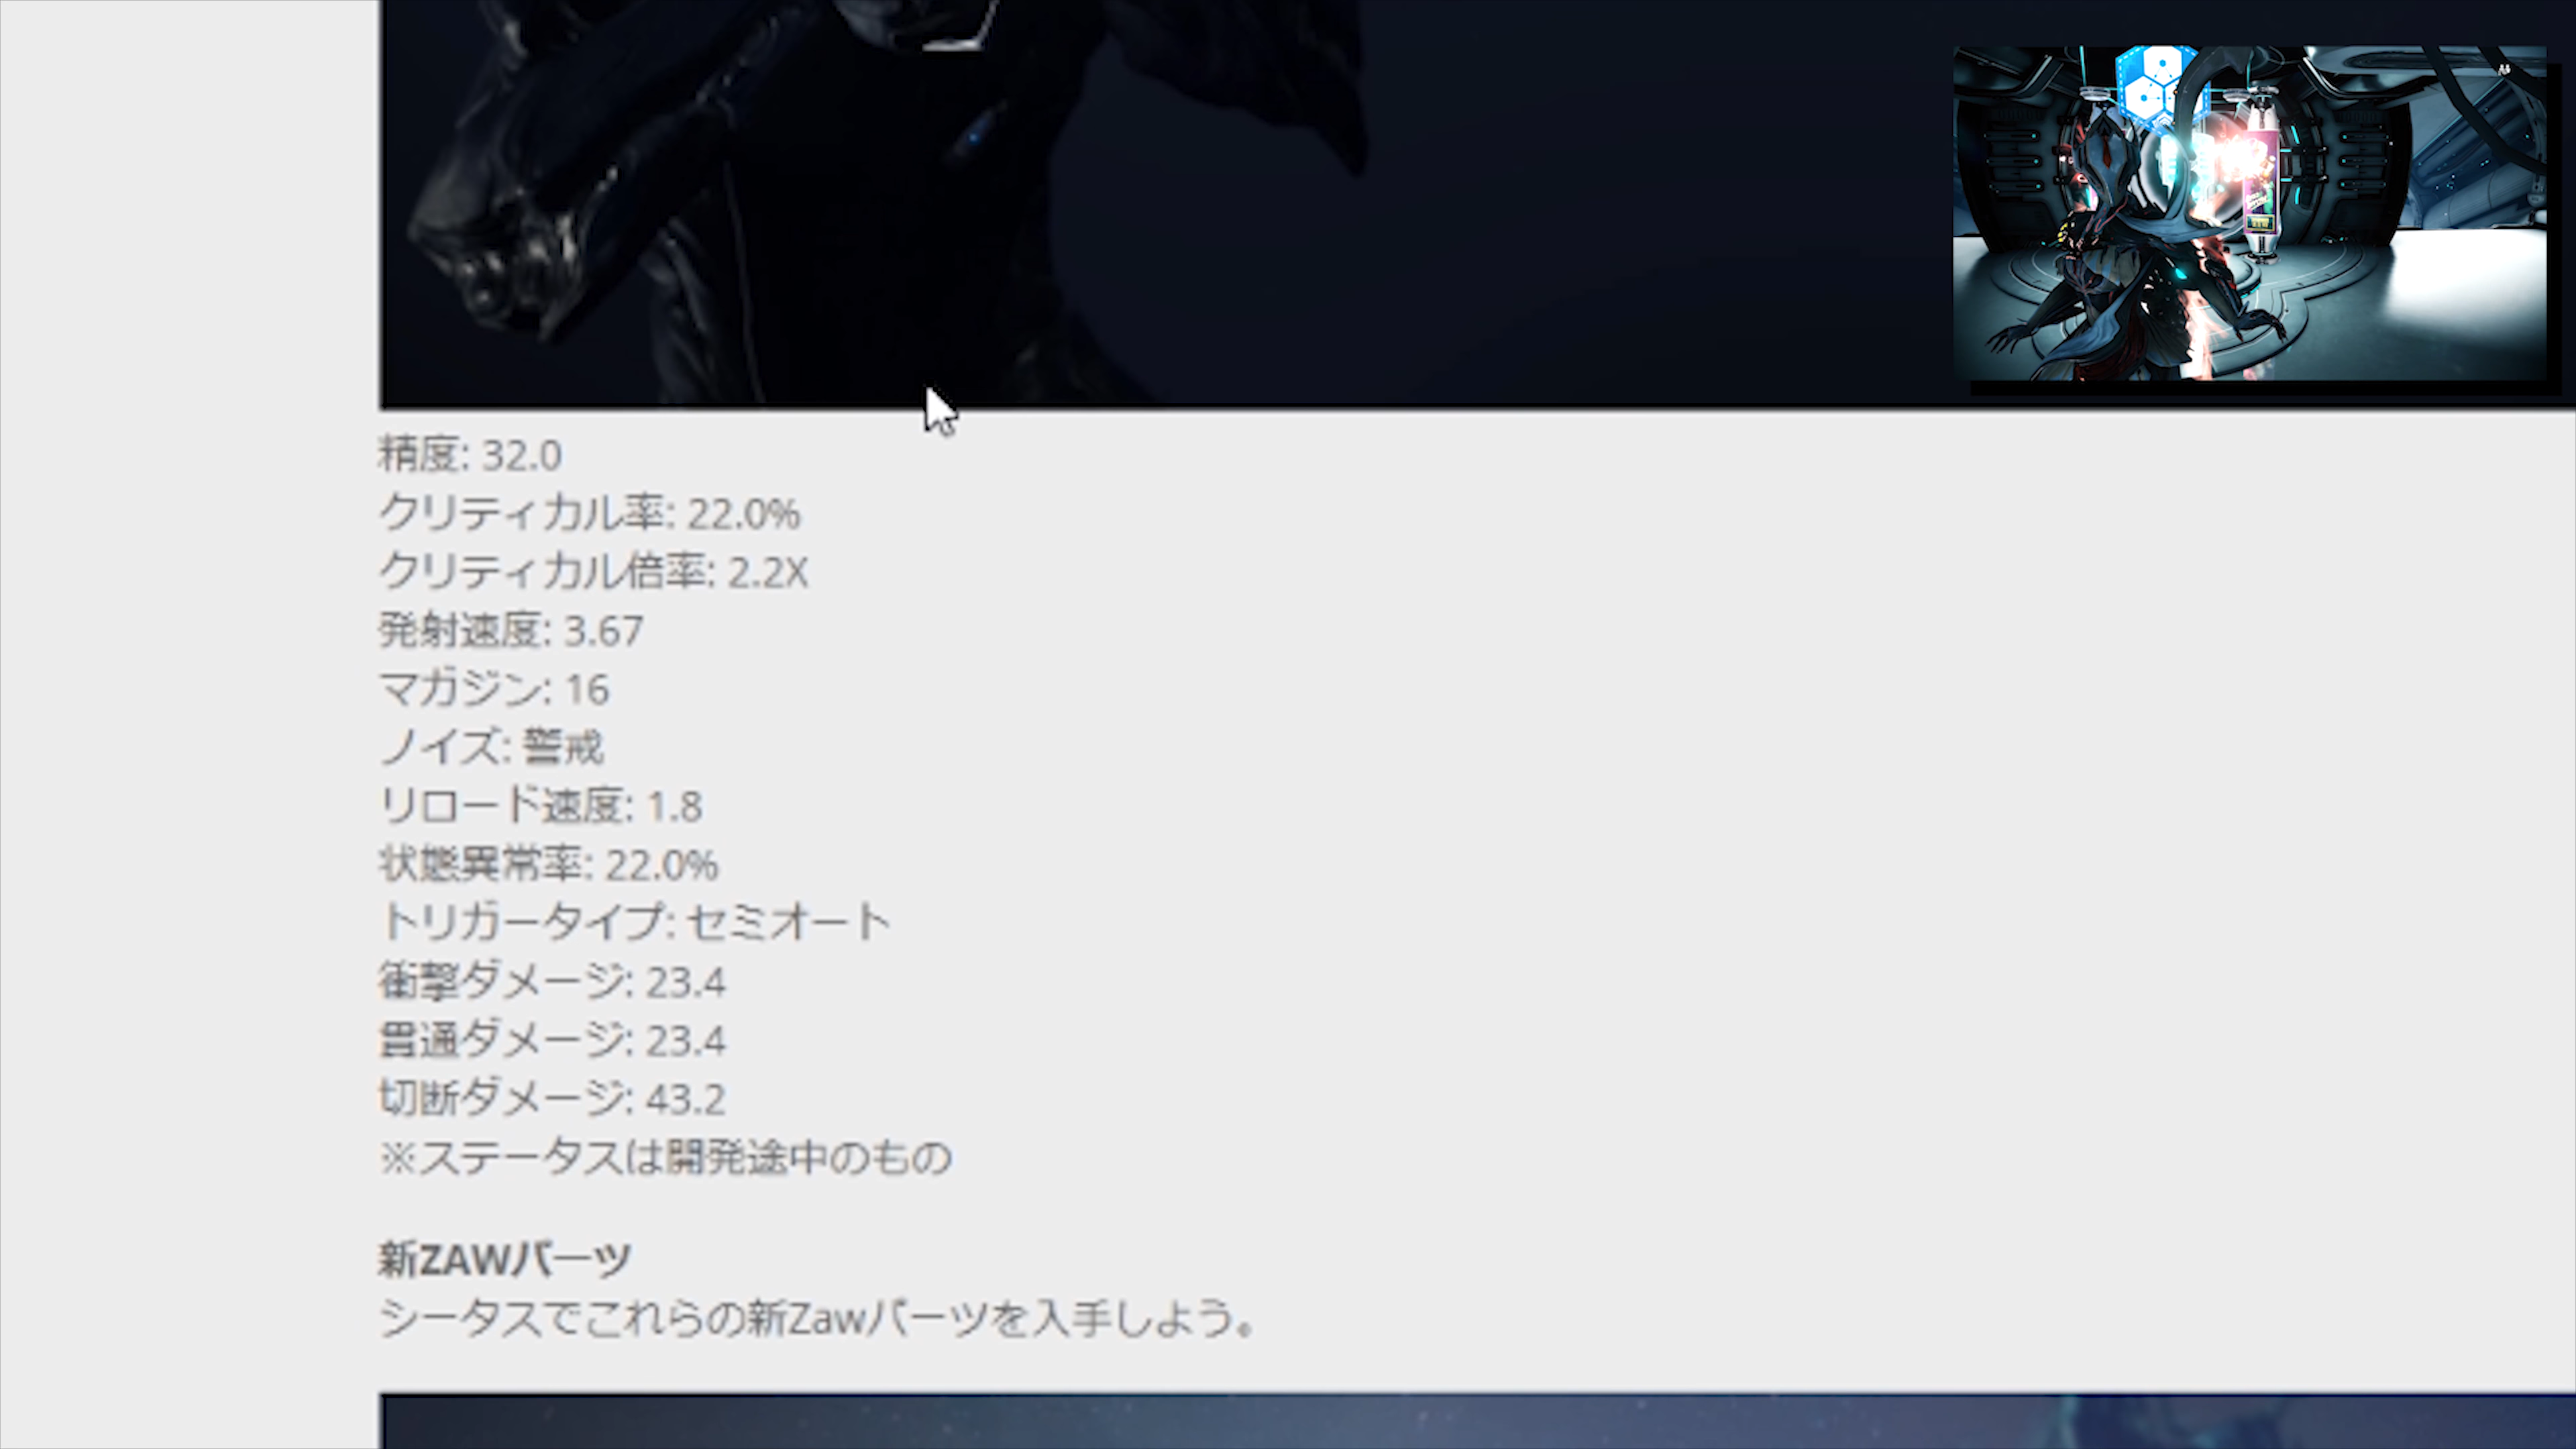 精度: 32.0
クリティカル率: 22.0%
クリティカル倍率: 2.2X
発射速度: 3.67
マガジン: 16
ノイズ: 警戒
リロード速度: 1.8
状態異常率: 22.0%
トリガータイプ: セミオート
衝撃ダメージ: 23.4
貫通ダメージ: 23.4
切断ダメージ: 43.2
※ステータスは開発途中のもの
新ZAWパーツ
シータスでこれらの新Zawパーツを入手しよう。